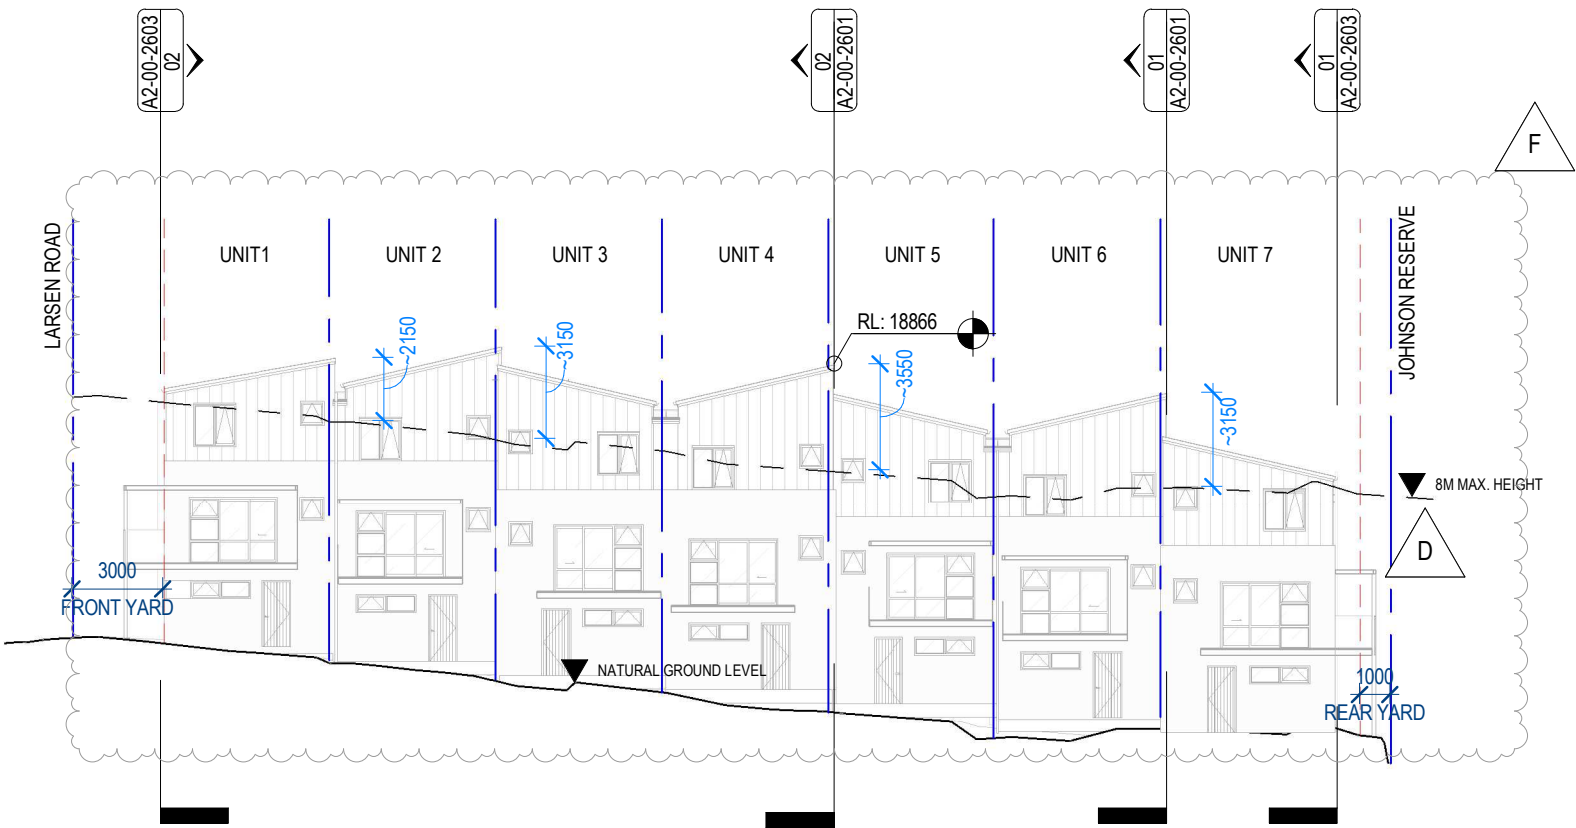 A2-00-2603
02
02
A2-00-2601
01
A2-00-2601
01
A2-00-2603
F
LARSEN ROAD
UNIT1
UNIT 2
UNIT 3
UNIT 4
UNIT 5
UNIT 6
UNIT 7
JOHNSON RESERVE
~2150
~3150
RL: 18866
~3550
~3150
8M MAX. HEIGHT
D
3000
FRONT YARD
NATURAL GROUND LEVEL
1000
REAR YARD